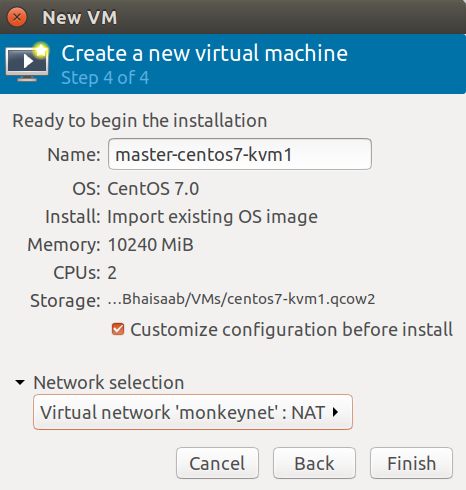 New VM
Create a new virtual machine
Step 4 of 4
Ready to begin the installation
Name: master-centos7-kvm1
OS: CentOS 7.0
Install: Import existing OS image
Memory: 10240 MiB
CPUs: 2
Storage: ...Bhaisaab/VMs/centos7-kvm1.qcow2
Customize configuration before install
Network selection
Virtual network 'monkeynet' : NAT
Cancel Back Finish